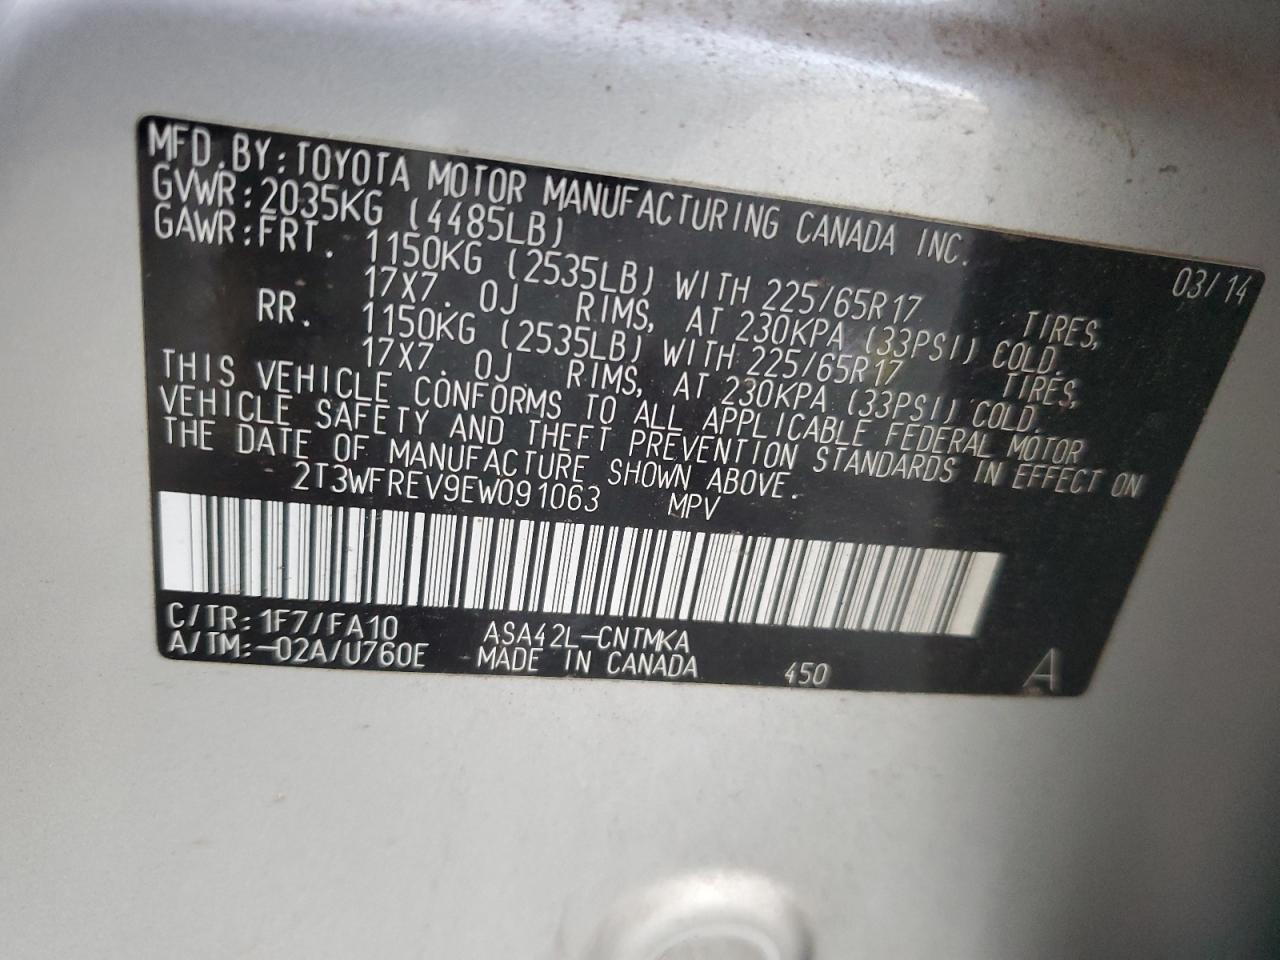 MFD. BY: TOYOTA MOTOR MANUFACTURING CANADA INC.
03/14
GVWR: 2035KG (4485LB)
GAWR: FRT. 1150KG (2535LB) WITH 225/65R17 TIRES,
17X7. 0J RIMS, AT 230KPA (33PSI) COLD.
RR. 1150KG (2535LB) WITH 225/65R17 TIRES,
17X7. 0J RIMS, AT 230KPA (33PSI) COLD.
THIS VEHICLE CONFORMS TO ALL APPLICABLE FEDERAL MOTOR
VEHICLE SAFETY AND THEFT PREVENTION STANDARDS IN EFFECT ON
THE DATE OF MANUFACTURE SHOWN ABOVE.
2T3WFREV9EW091063 MPV
C/TR: 1F7/FA10 ASA42L-CNTMKA
A/TM: -02A/U760E MADE IN CANADA 450 A